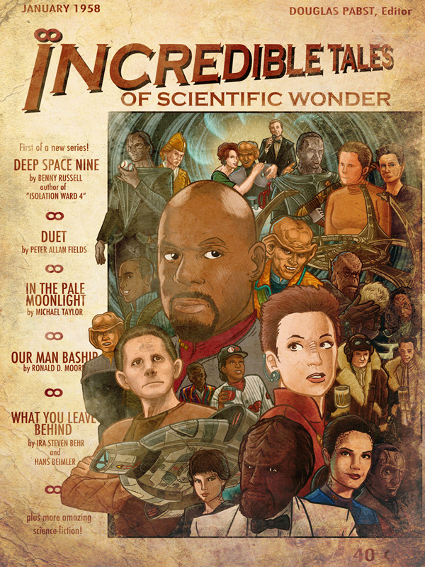 JANUARY 1958
DOUGLAS PABST, Editor
INCREDIBLE TALES
OF SCIENTIFIC WONDER
First of a new series!
DEEP SPACE NINE
by BENNY RUSSELL
author of
"ISOLATION WARD 4"
DUET
by PETER ALLAN FIELDS
IN THE PALE
MOONLIGHT
by MICHAEL TAYLOR
OUR MAN BASHIR
by RONALD D. MOORE
WHAT YOU LEAVE
BEHIND
by IRA STEVEN BEHR
and
HANS BEIMLER
plus more amazing
science fiction!
40 ¢